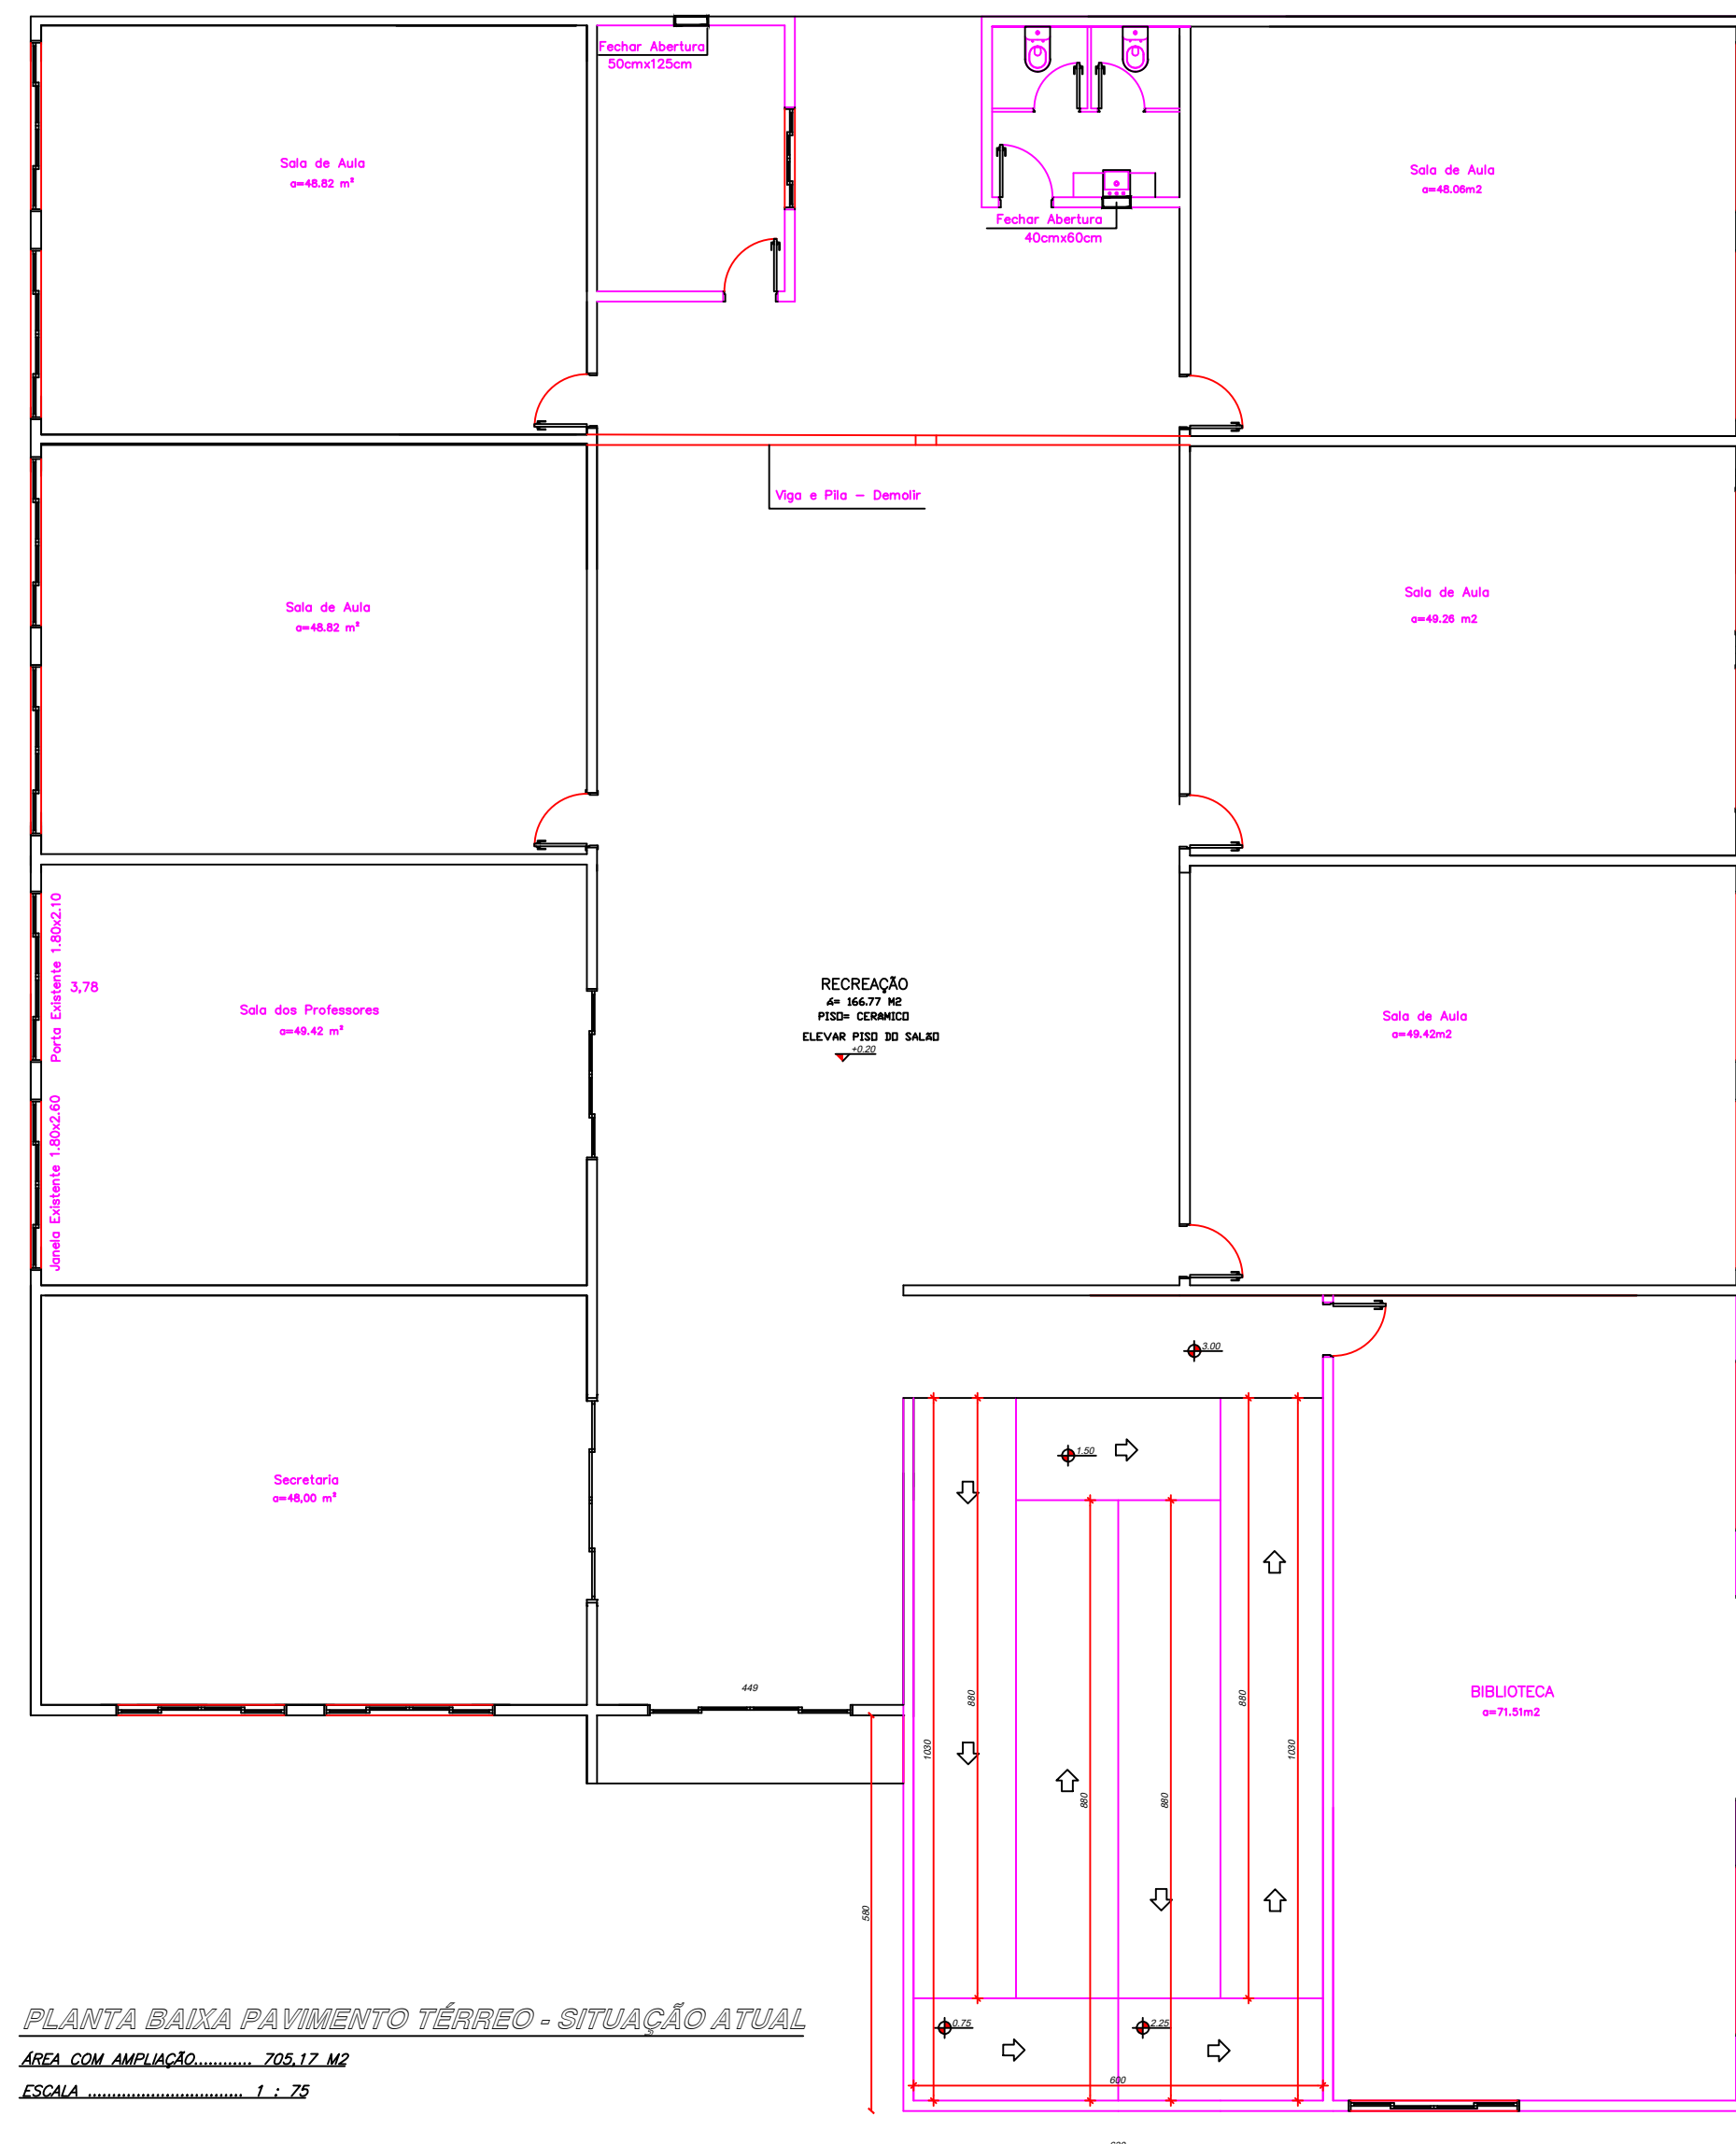 Fechar Abertura
50cmx125cm
Sala de Aula
a=48.82 m²
Sala de Aula
a=48.06m2
Fechar Abertura
40cmx60cm
Viga e Pila – Demolir
Sala de Aula
a=48.82 m²
Sala de Aula
a=49.26 m2
Porta Existente 1.80x2.10
3,78
Janela Existente 1.80x2.60
Sala dos Professores
a=49.42 m²
RECREAÇÃO
A= 166.77 M2
PISO= CERAMICO
ELEVAR PISO DO SALÃO
+0.20
Sala de Aula
a=49.42m2
3.00
1.50
Secretaria
a=48,00 m²
449
880
880
1030
1030
880
880
580
BIBLIOTECA
a=71.51m2
0.75
2.25
600
PLANTA BAIXA PAVIMENTO TÉRREO - SITUAÇÃO ATUAL
ÁREA COM AMPLIAÇÃO............ 705.17 M2
ESCALA ................................ 1 : 75